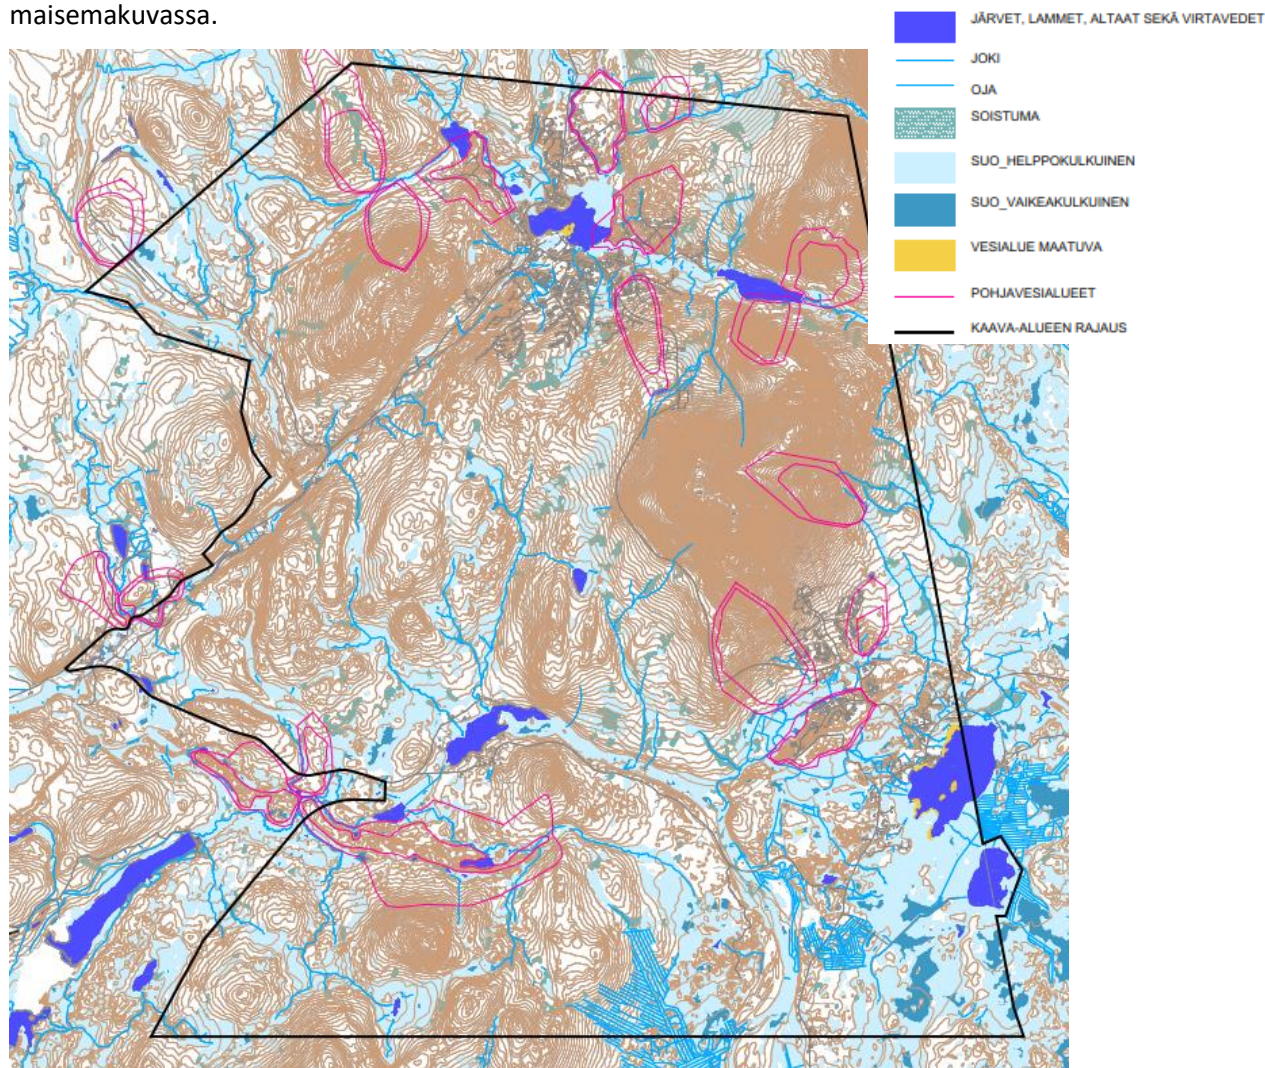 maisemakuvassa.
JÄRVET, LAMMET, ALTAAT SEKÄ VIRTAVEDET
JOKI
OJA
SOISTUMA
SUO_HELPPOKULKUINEN
SUO_VAIKEAKULKUINEN
VESIALUE MAATUVA
POHJAVESIALUEET
KAAVA-ALUEEN RAJAUS